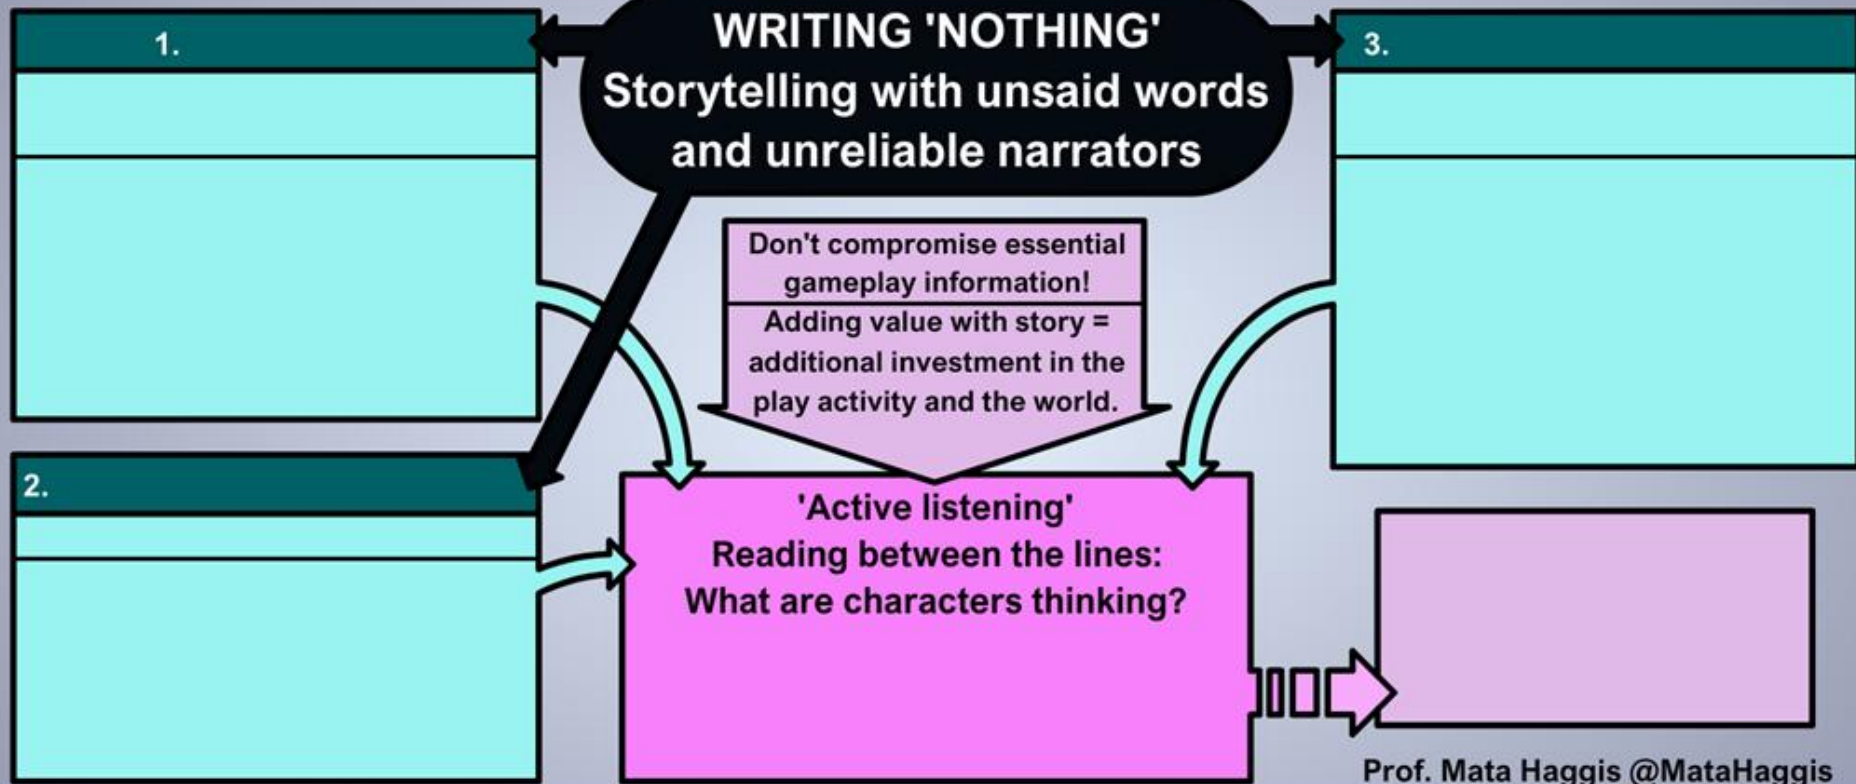 WRITING 'NOTHING'
Storytelling with unsaid words
and unreliable narrators
1.
2.
3.
Don't compromise essential
gameplay information!
Adding value with story =
additional investment in the
play activity and the world.
'Active listening'
Reading between the lines:
What are characters thinking?
Prof. Mata Haggis @MataHaggis